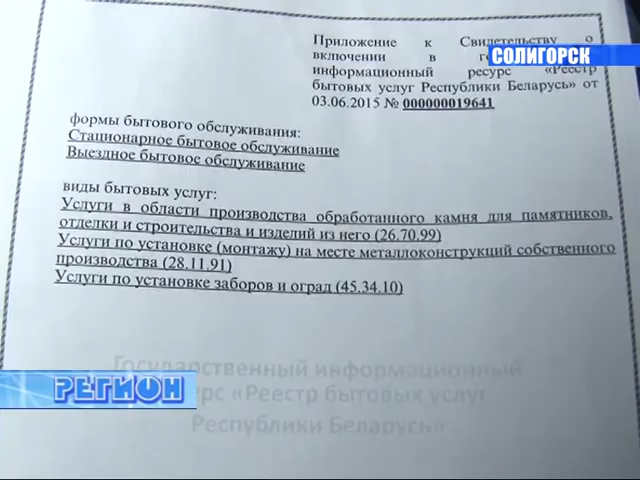 Приложение к Свидетельству о
включении в
СОЛИГОРСК
информационный ресурс «Реестр
бытовых услуг Республики Беларусь» от
03.06.2015 № 000000019641
формы бытового обслуживания:
Стационарное бытовое обслуживание
Выездное бытовое обслуживание
виды бытовых услуг:
Услуги в области производства обработанного камня для памятников,
отделки и строительства и изделий из него (26.70.99)
Услуги по установке (монтажу) на месте металлоконструкций собственного
производства (28.11.91)
Услуги по установке заборов и оград (45.34.10)
Государственный информационный
РЕГИОН
«Реестр бытовых услуг
Республики Беларусь»